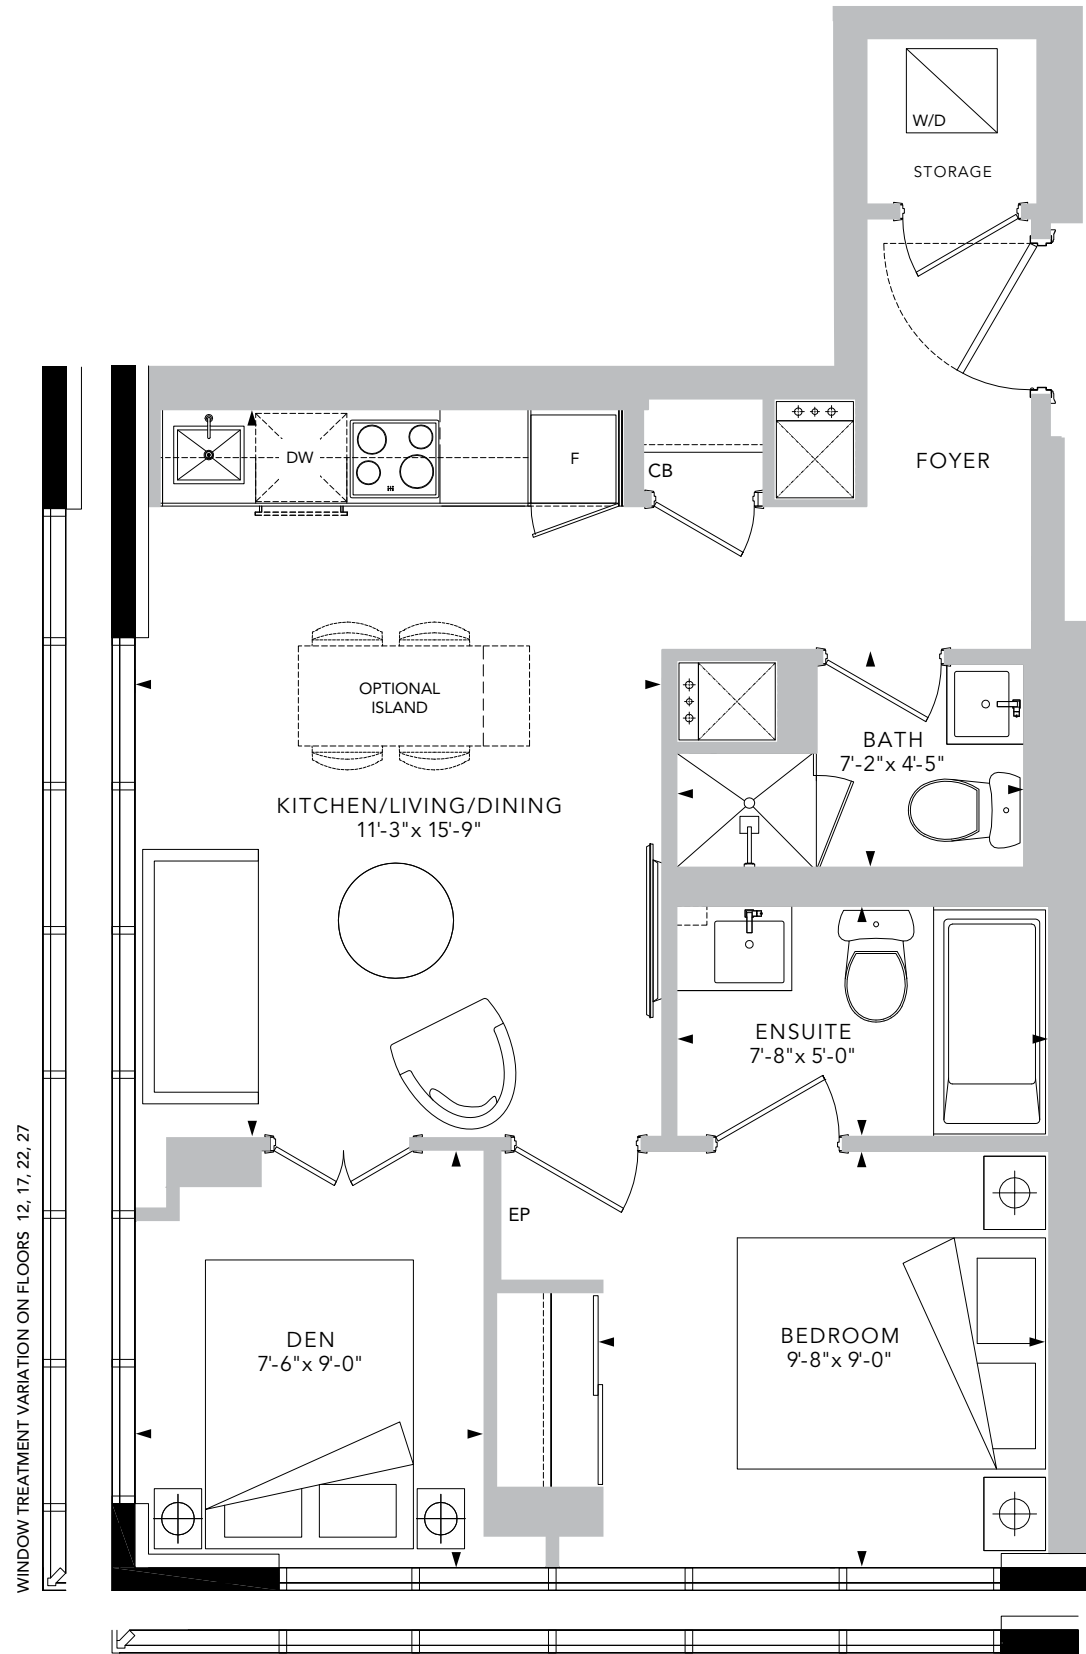 W/D
STORAGE
FOYER
DW
F
CB
OPTIONAL
ISLAND
BATH
7'-2"x 4'-5"
KITCHEN/LIVING/DINING
11'-3"x 15'-9"
ENSUITE
7'-8"x 5'-0"
EP
DEN
7'-6"x 9'-0"
BEDROOM
9'-8"x 9'-0"
WINDOW TREATMENT VARIATION ON FLOORS 12, 17, 22, 27